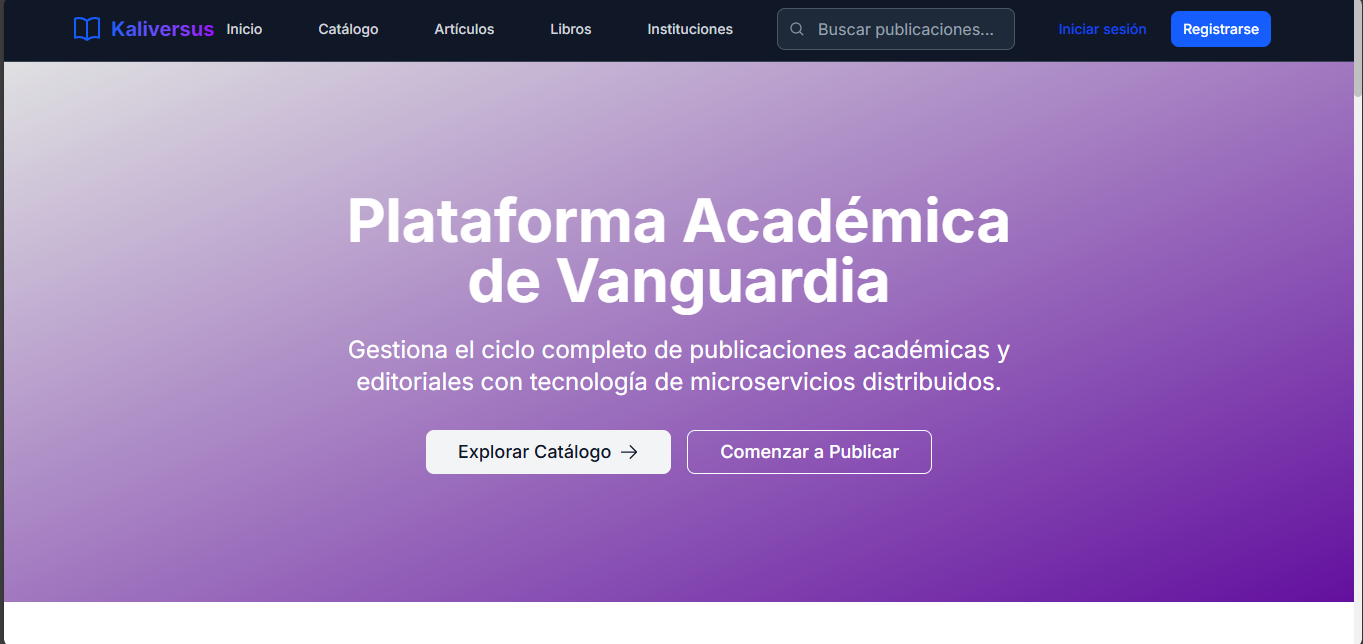 Kaliversus
Inicio
Catálogo
Artículos
Libros
Instituciones
Buscar publicaciones...
Iniciar sesión
Registrarse
Plataforma Académica
de Vanguardia
Gestiona el ciclo completo de publicaciones académicas y
editoriales con tecnología de microservicios distribuidos.
Explorar Catálogo →
Comenzar a Publicar